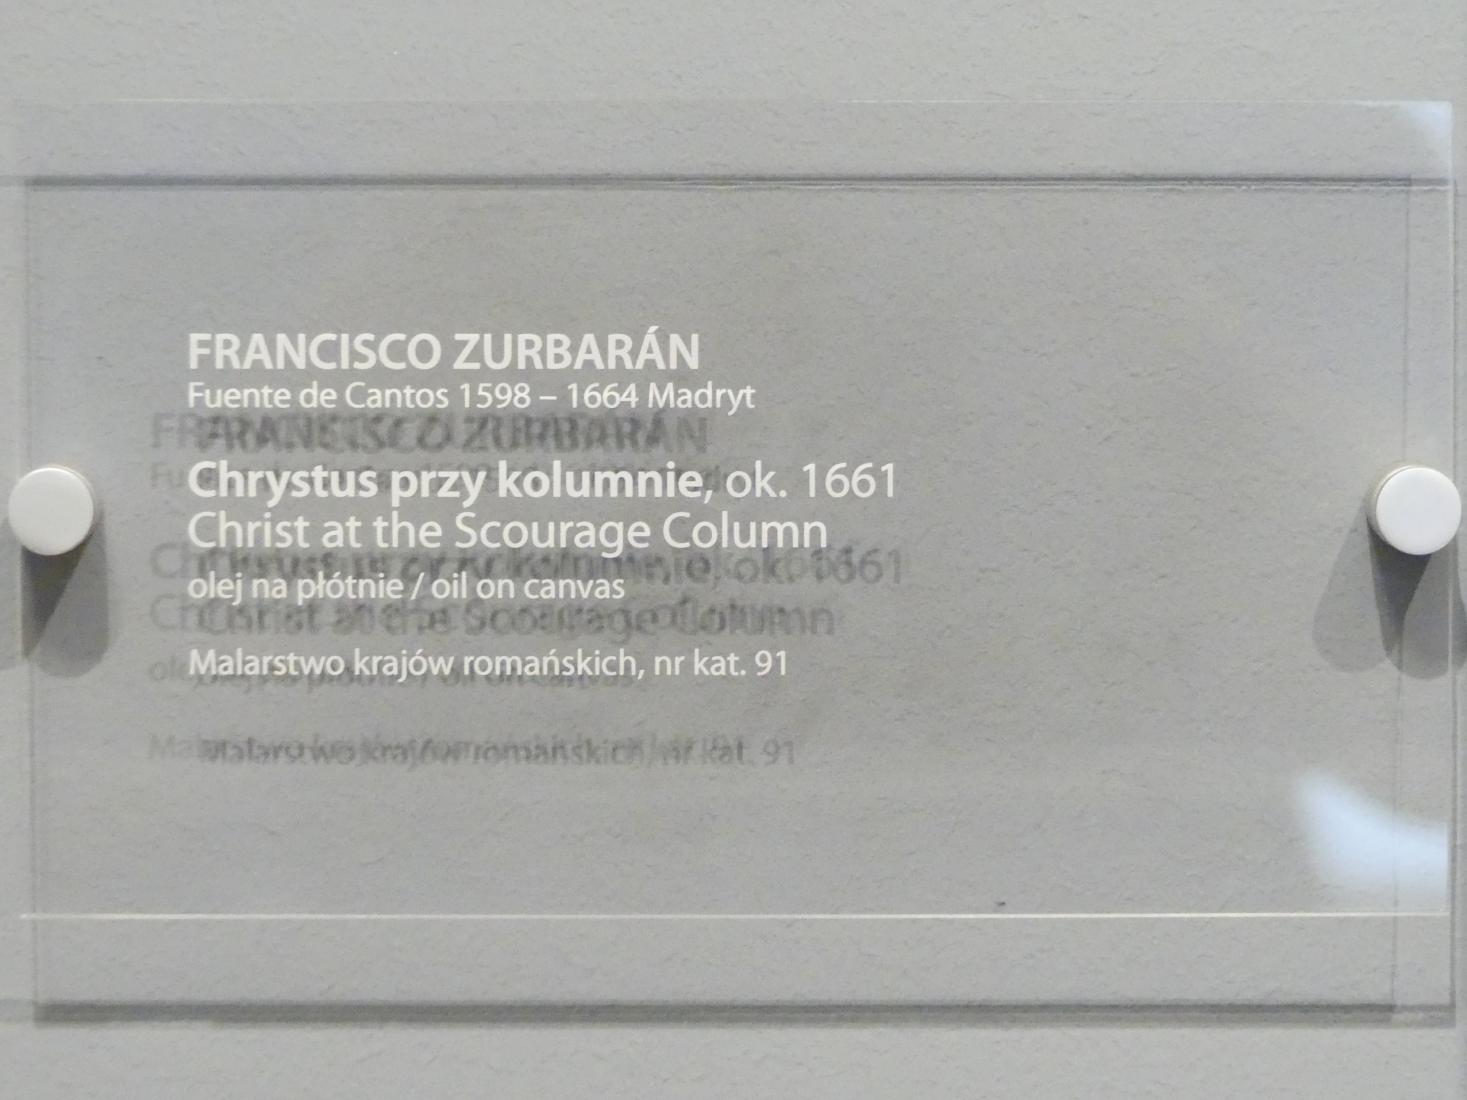 FRANCISCO ZURBARÁN
Fuente de Cantos 1598 – 1664 Madryt
Chrystus przy kolumnie, ok. 1661
Christ at the Scourage Column
olej na płótnie / oil on canvas
Malarstwo krajów romańskich, nr kat. 91